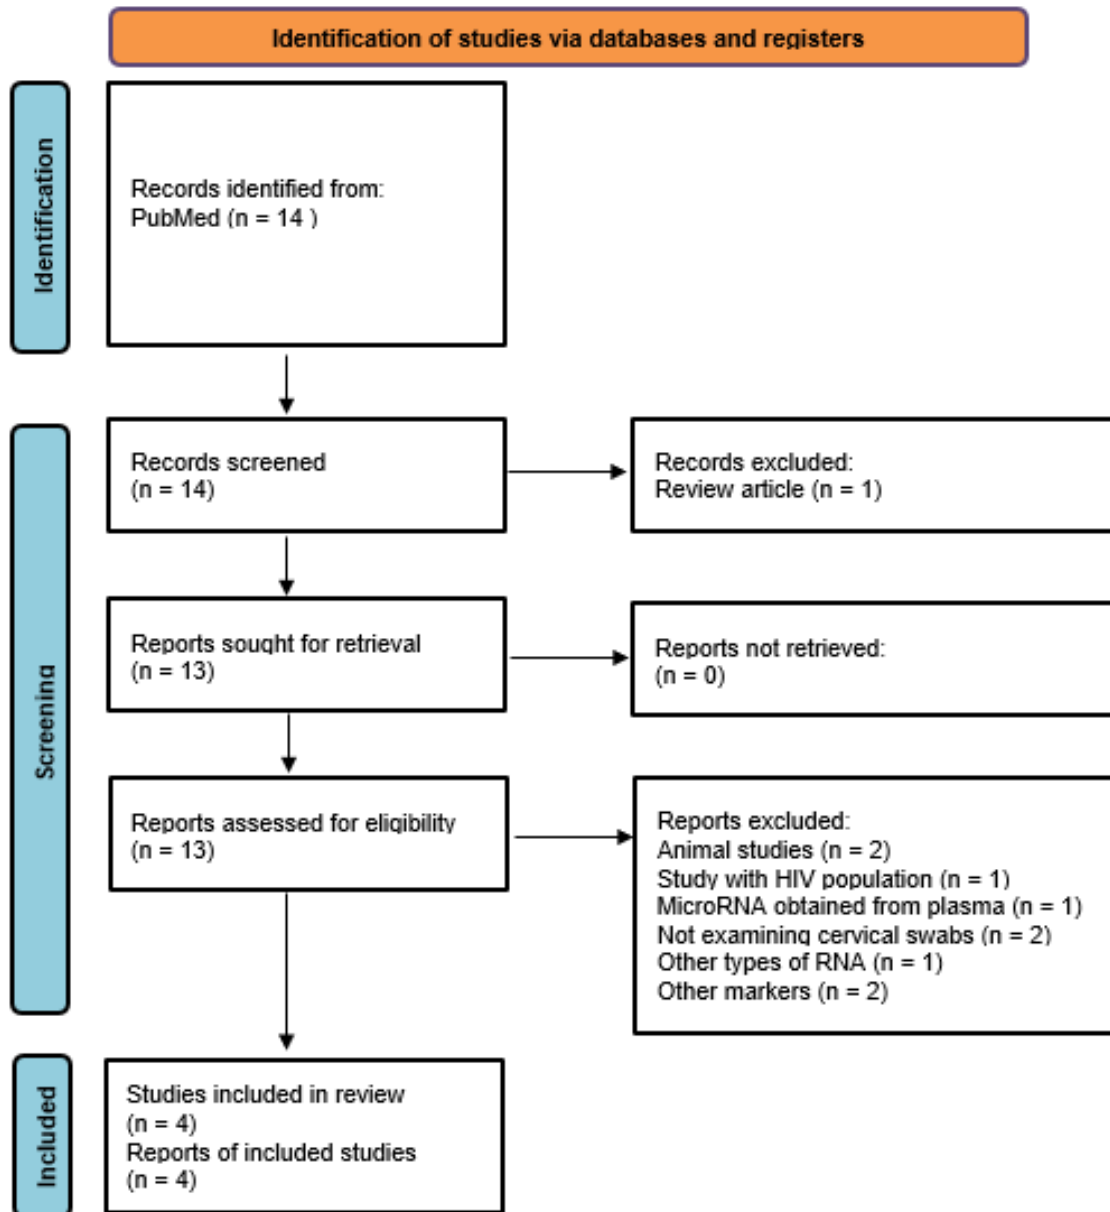 Identification of studies via databases and registers
Identification
Records identified from:
PubMed (n = 14 )
Screening
Records screened
(n = 14)
Records excluded:
Review article (n = 1)
Reports sought for retrieval
(n = 13)
Reports not retrieved:
(n = 0)
Reports assessed for eligibility
(n = 13)
Reports excluded:
Animal studies (n = 2)
Study with HIV population (n = 1)
MicroRNA obtained from plasma (n = 1)
Not examining cervical swabs (n = 2)
Other types of RNA (n = 1)
Other markers (n = 2)
Included
Studies included in review
(n = 4)
Reports of included studies
(n = 4)